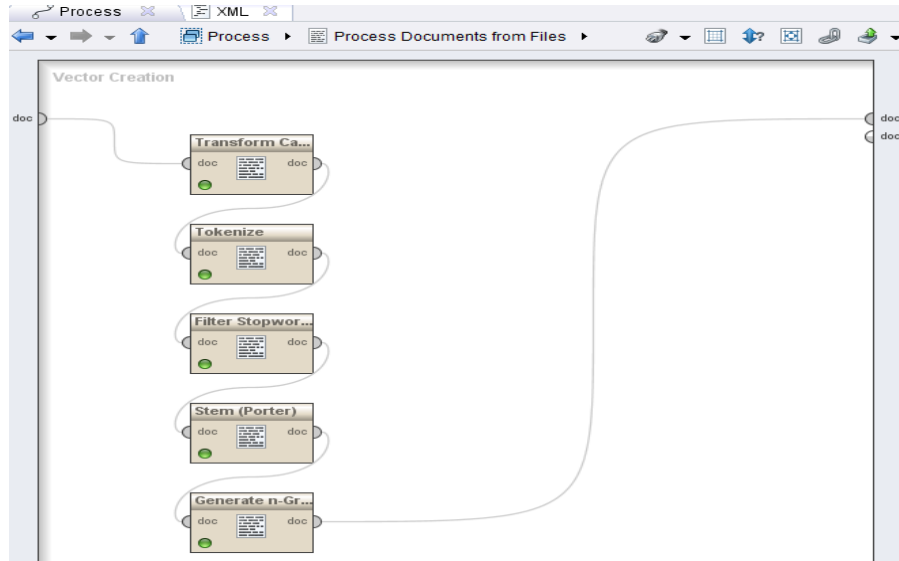 Process XML
Process Process Documents from Files
Vector Creation
doc doc
doc
Transform Ca...
doc doc
Tokenize
doc doc
Filter Stopwor...
doc doc
Stem (Porter)
doc doc
Generate n-Gr...
doc doc